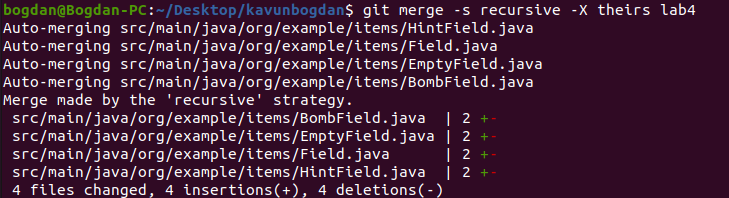 bogdan@Bogdan-PC:~/Desktop/kavunbogdan$ git merge -s recursive -X theirs lab4
Auto-merging src/main/java/org/example/items/HintField.java
Auto-merging src/main/java/org/example/items/Field.java
Auto-merging src/main/java/org/example/items/EmptyField.java
Auto-merging src/main/java/org/example/items/BombField.java
Merge made by the 'recursive' strategy.
 src/main/java/org/example/items/BombField.java  | 2 +-
 src/main/java/org/example/items/EmptyField.java | 2 +-
 src/main/java/org/example/items/Field.java      | 2 +-
 src/main/java/org/example/items/HintField.java  | 2 +-
 4 files changed, 4 insertions(+), 4 deletions(-)